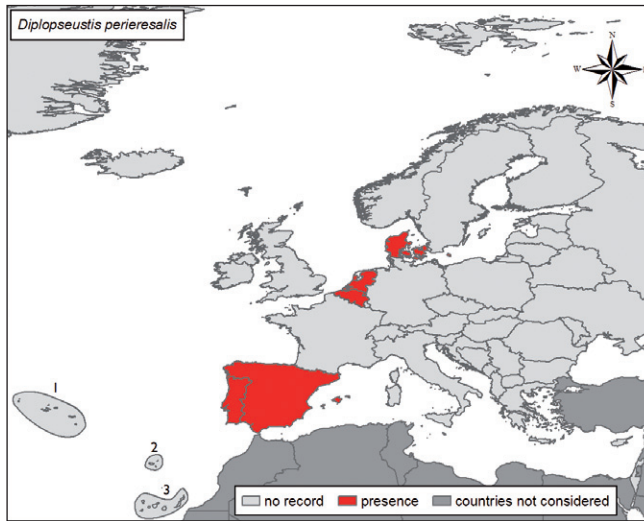 Diplopseustis perieresalis
N
W
S
1
2
3
no record presence countries not considered